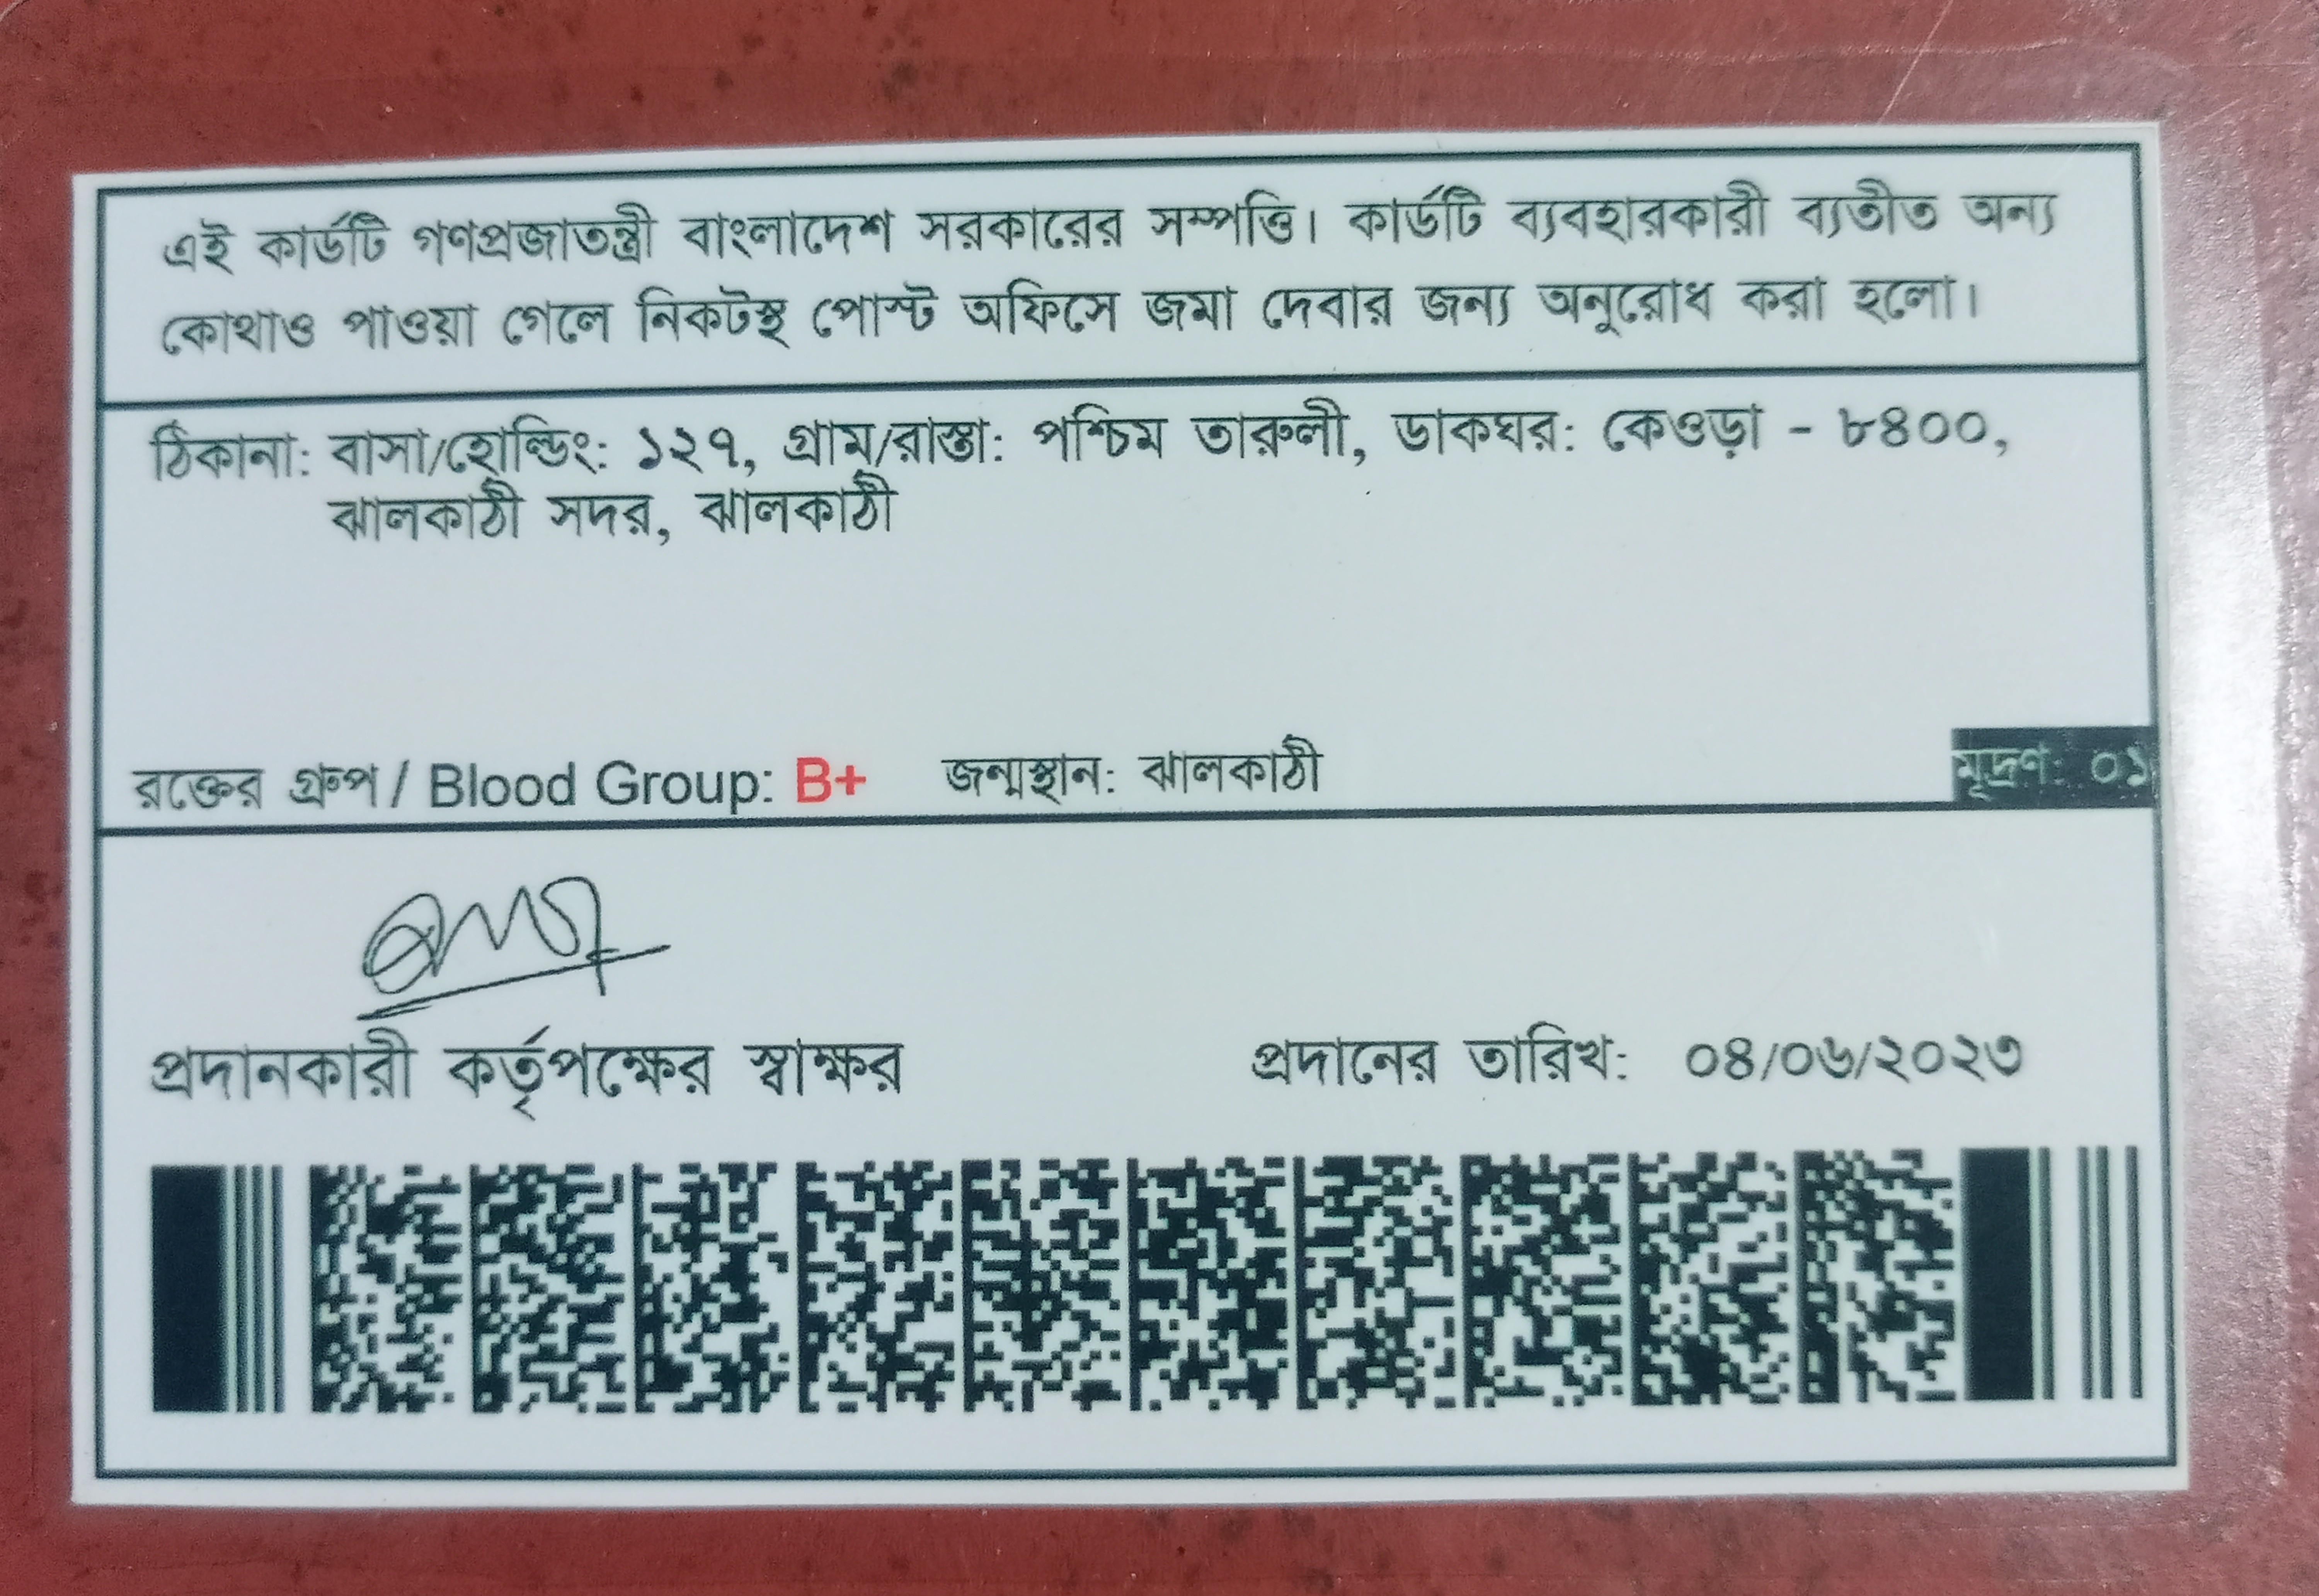 এই কার্ডটি গণপ্রজাতন্ত্রী বাংলাদেশ সরকারের সম্পত্তি। কার্ডটি ব্যবহারকারী ব্যতীত অন্য
কোথাও পাওয়া গেলে নিকটস্থ পোস্ট অফিসে জমা দেবার জন্য অনুরোধ করা হলো।
ঠিকানা: বাসা/হোল্ডিং: ১২৭, গ্রাম/রাস্তা: পশ্চিম তারুলী, ডাকঘর: কেওড়া - ৮৪০০,
ঝালকাঠী সদর, ঝালকাঠী
রক্তের গ্রুপ / Blood Group: B+ জন্মস্থান: ঝালকাঠী মূদ্রণ: ০১
প্রদানকারী কর্তৃপক্ষের স্বাক্ষর প্রদানের তারিখ: ০৪/০৬/২০২৩